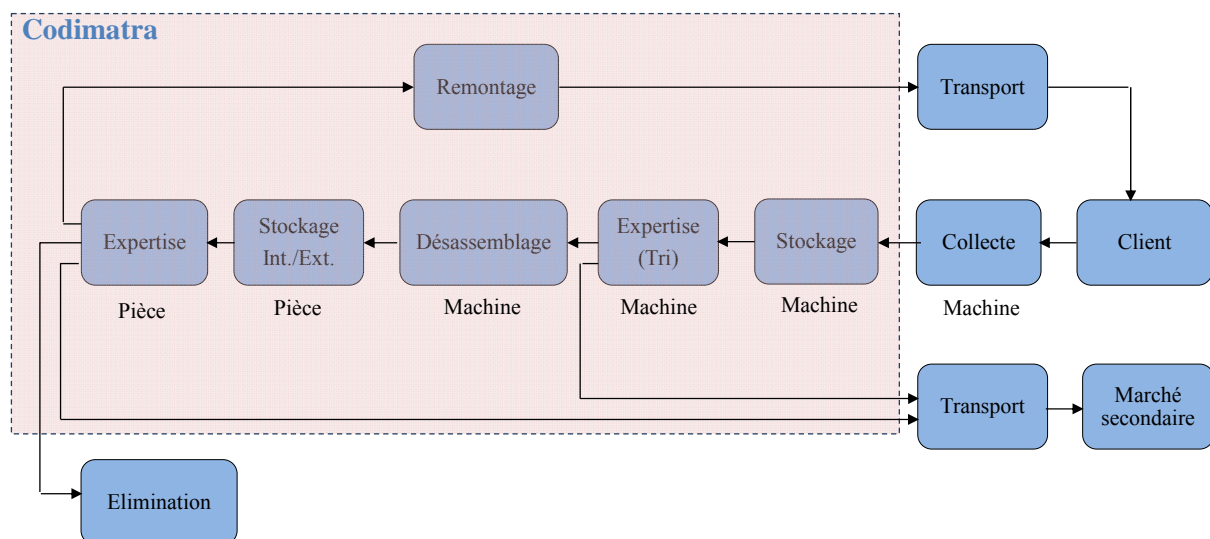 Codimatra
Remontage
Transport
Expertise
Stockage
Int./Ext.
Désassemblage
Expertise
(Tri)
Stockage
Collecte
Client
Pièce
Pièce
Machine
Machine
Machine
Machine
Transport
Marché
secondaire
Elimination